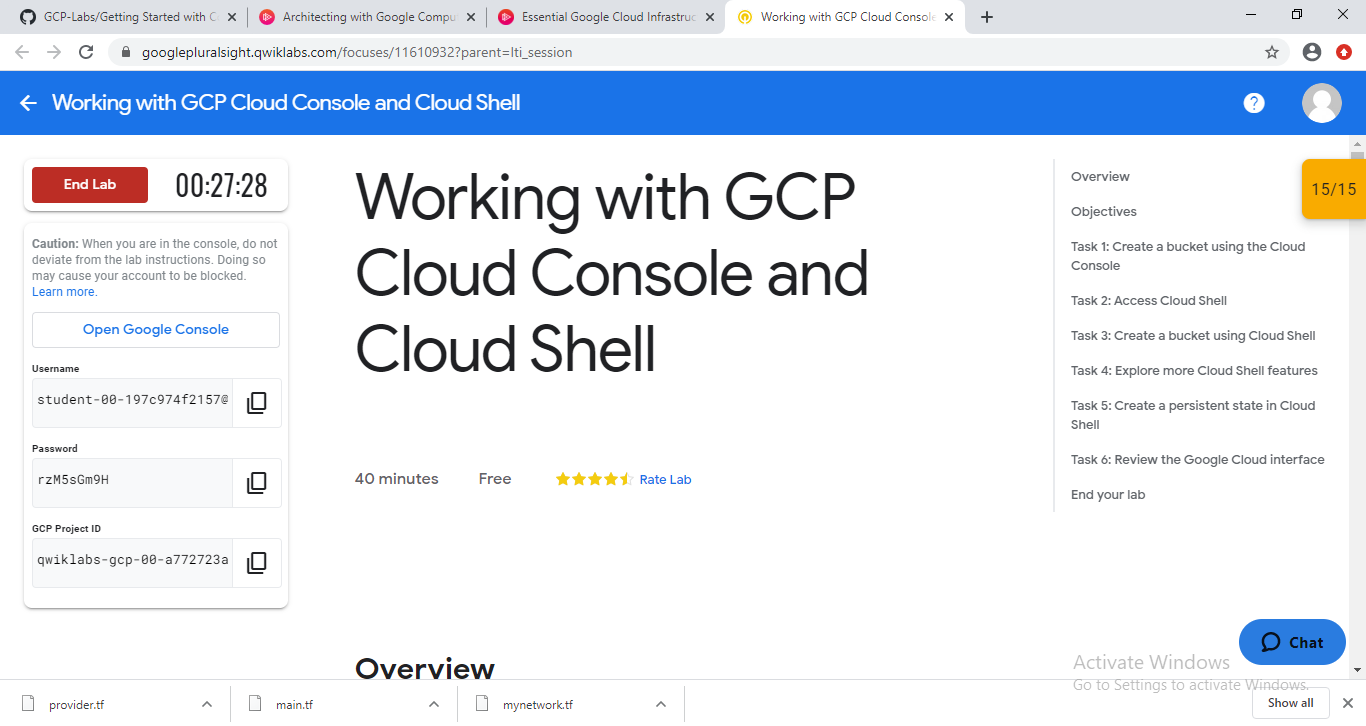 GCP-Labs/Getting Started with C
Architecting with Google Compu
Essential Google Cloud Infrastruc
Working with GCP Cloud Console
googlepluralsight.qwiklabs.com/focuses/11610932?parent=lti_session
Working with GCP Cloud Console and Cloud Shell
?
End Lab
00:27:28
Caution: When you are in the console, do not
deviate from the lab instructions. Doing so
may cause your account to be blocked.
Learn more.
Open Google Console
Username
student-00-197c974f2157@
Password
rzM5sGm9H
GCP Project ID
qwiklabs-gcp-00-a772723a
Working with GCP
Cloud Console and
Cloud Shell
40 minutes
Free
Rate Lab
Overview
Overview
Objectives
Task 1: Create a bucket using the Cloud
Console
Task 2: Access Cloud Shell
Task 3: Create a bucket using Cloud Shell
Task 4: Explore more Cloud Shell features
Task 5: Create a persistent state in Cloud
Shell
Task 6: Review the Google Cloud interface
End your lab
15/15
Chat
Activate Windows
Go to Settings to activate Windows.
provider.tf
main.tf
mynetwork.tf
Show all